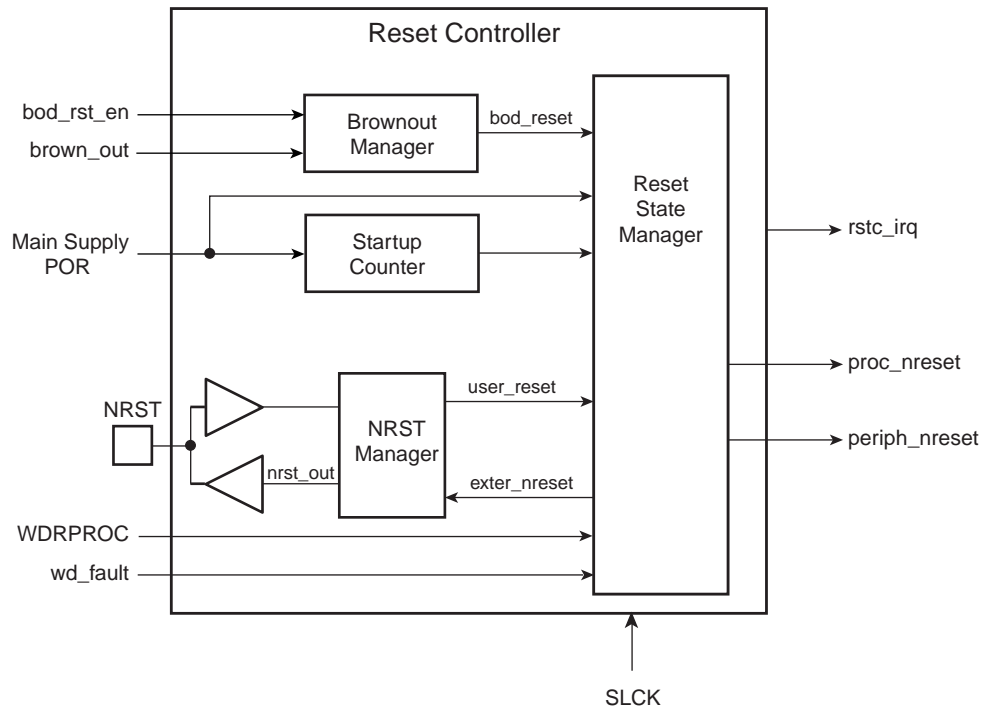 Reset Controller
bod_rst_en
brown_out
Brownout
Manager
bod_reset
Main Supply
POR
Startup
Counter
Reset
State
Manager
rstc_irq
proc_nreset
periph_nreset
NRST
NRST
Manager
user_reset
nrst_out
exter_nreset
WDRPROC
wd_fault
SLCK